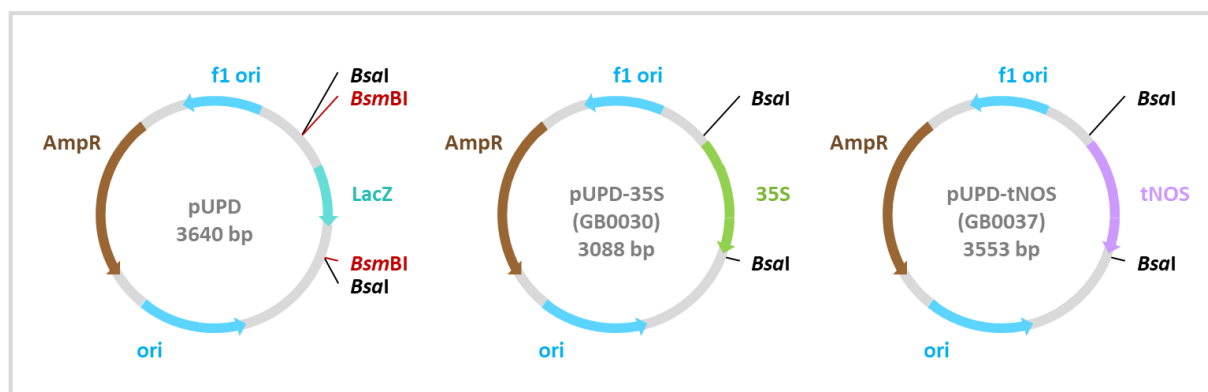 f1 ori
BsaI
BsmBI
AmpR
LacZ
pUPD
3640 bp
BsmBI
BsaI
ori
f1 ori
BsaI
AmpR
35S
pUPD-35S
(GB0030)
3088 bp
BsaI
ori
f1 ori
BsaI
AmpR
tNOS
pUPD-tNOS
(GB0037)
3553 bp
BsaI
ori